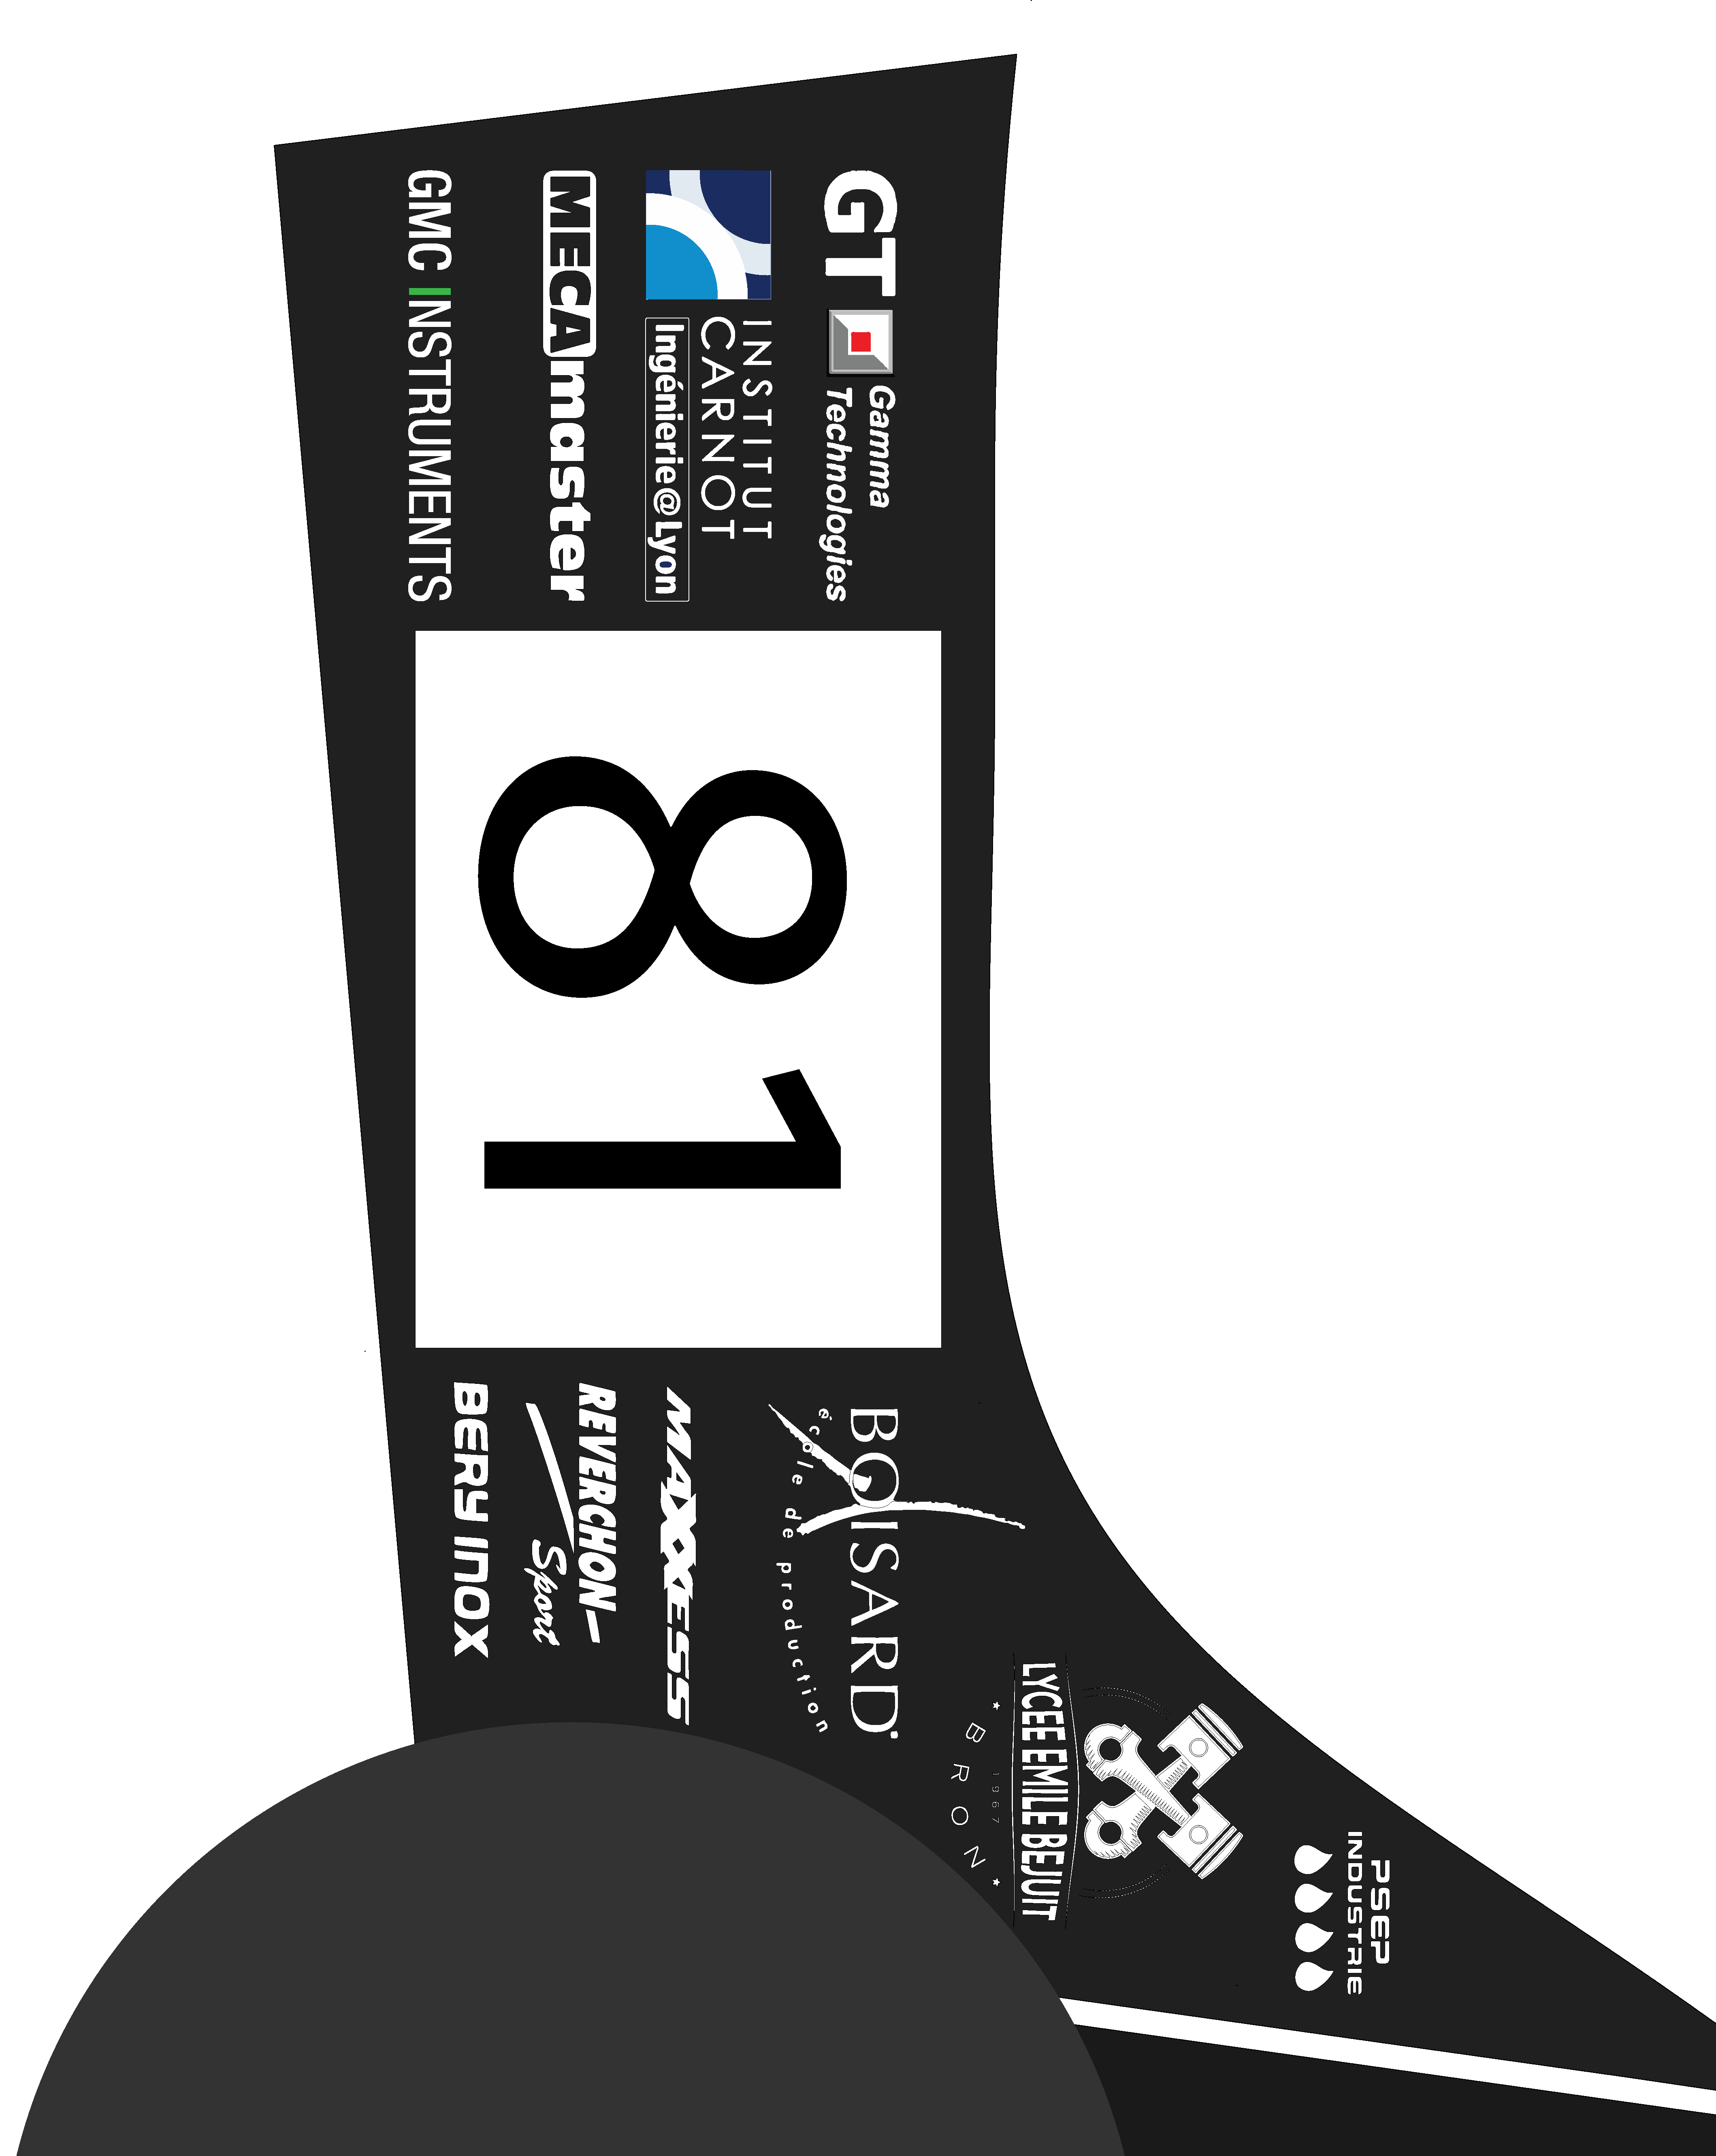 GT
Gamma
Technologies
INSTITUT
CARNOT
Ingénierie@Lyon
MECAmaster
GMC INSTRUMENTS
81
BOISARD
école de production
MAXXESS
REVERCHON
Sport
BERY INOX
LYCEE EMILE BEJUIT
1967
BRON
PSEP
INDUSTRIE